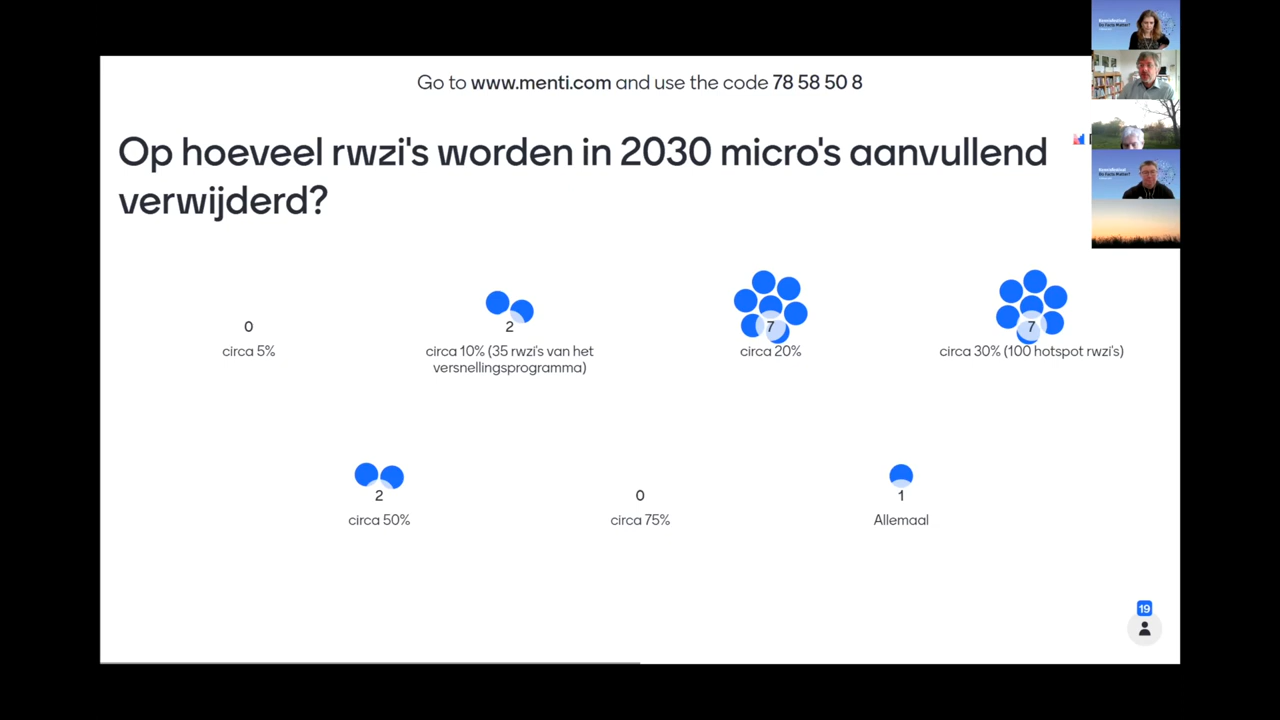 Go to www.menti.com and use the code 78 58 50 8
Op hoeveel rwzi's worden in 2030 micro's aanvullend
verwijderd?
0
circa 5%
2
circa 10% (35 rwzi's van het
versnellingsprogramma)
7
circa 20%
7
circa 30% (100 hotspot rwzi's)
2
circa 50%
0
circa 75%
1
Allemaal
19